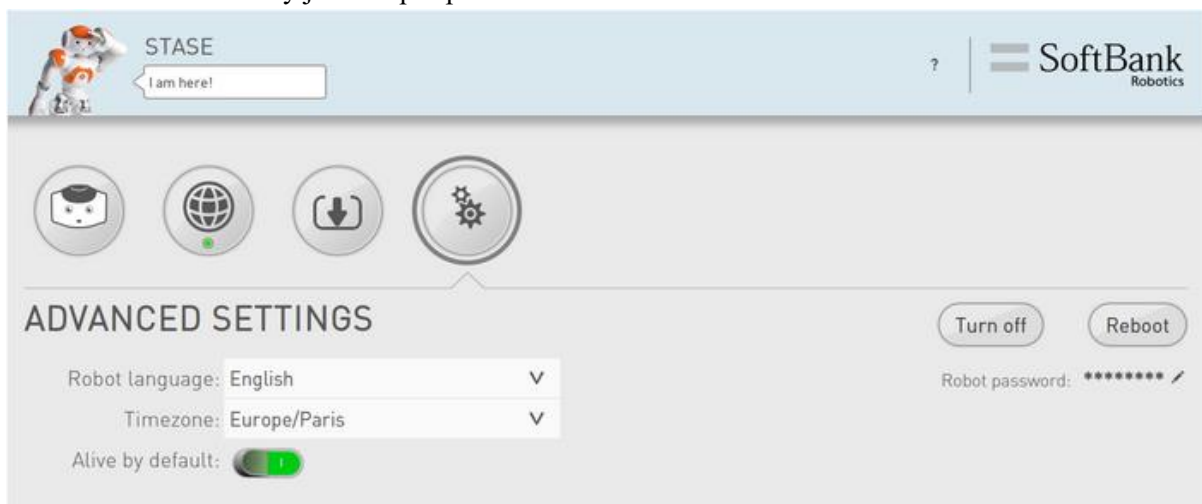 STASE
I am here!
?
SoftBank
Robotics
ADVANCED SETTINGS
Turn off
Reboot
Robot language: English
Robot password: ********
Timezone: Europe/Paris
Alive by default: